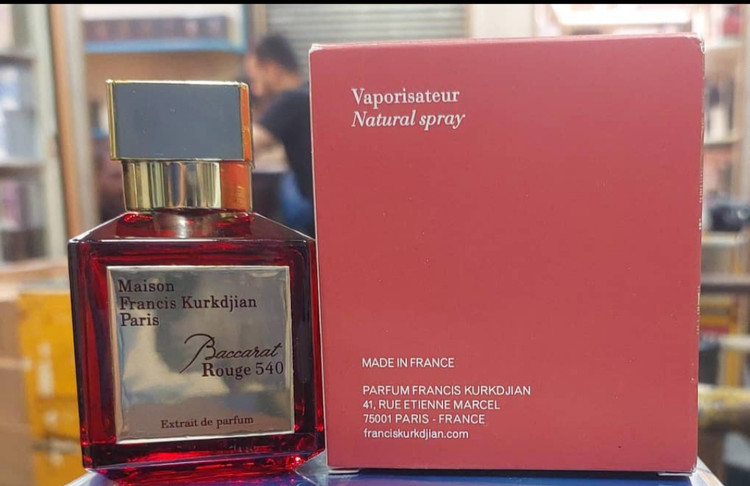 Maison
Francis Kurkdjian
Paris
Baccarat
Rouge 540
Extrait de parfum
Vaporisateur
Natural spray
MADE IN FRANCE
PARFUM FRANCIS KURKDJIAN
41, RUE ETIENNE MARCEL
75001 PARIS - FRANCE
franciskurkdjian.com